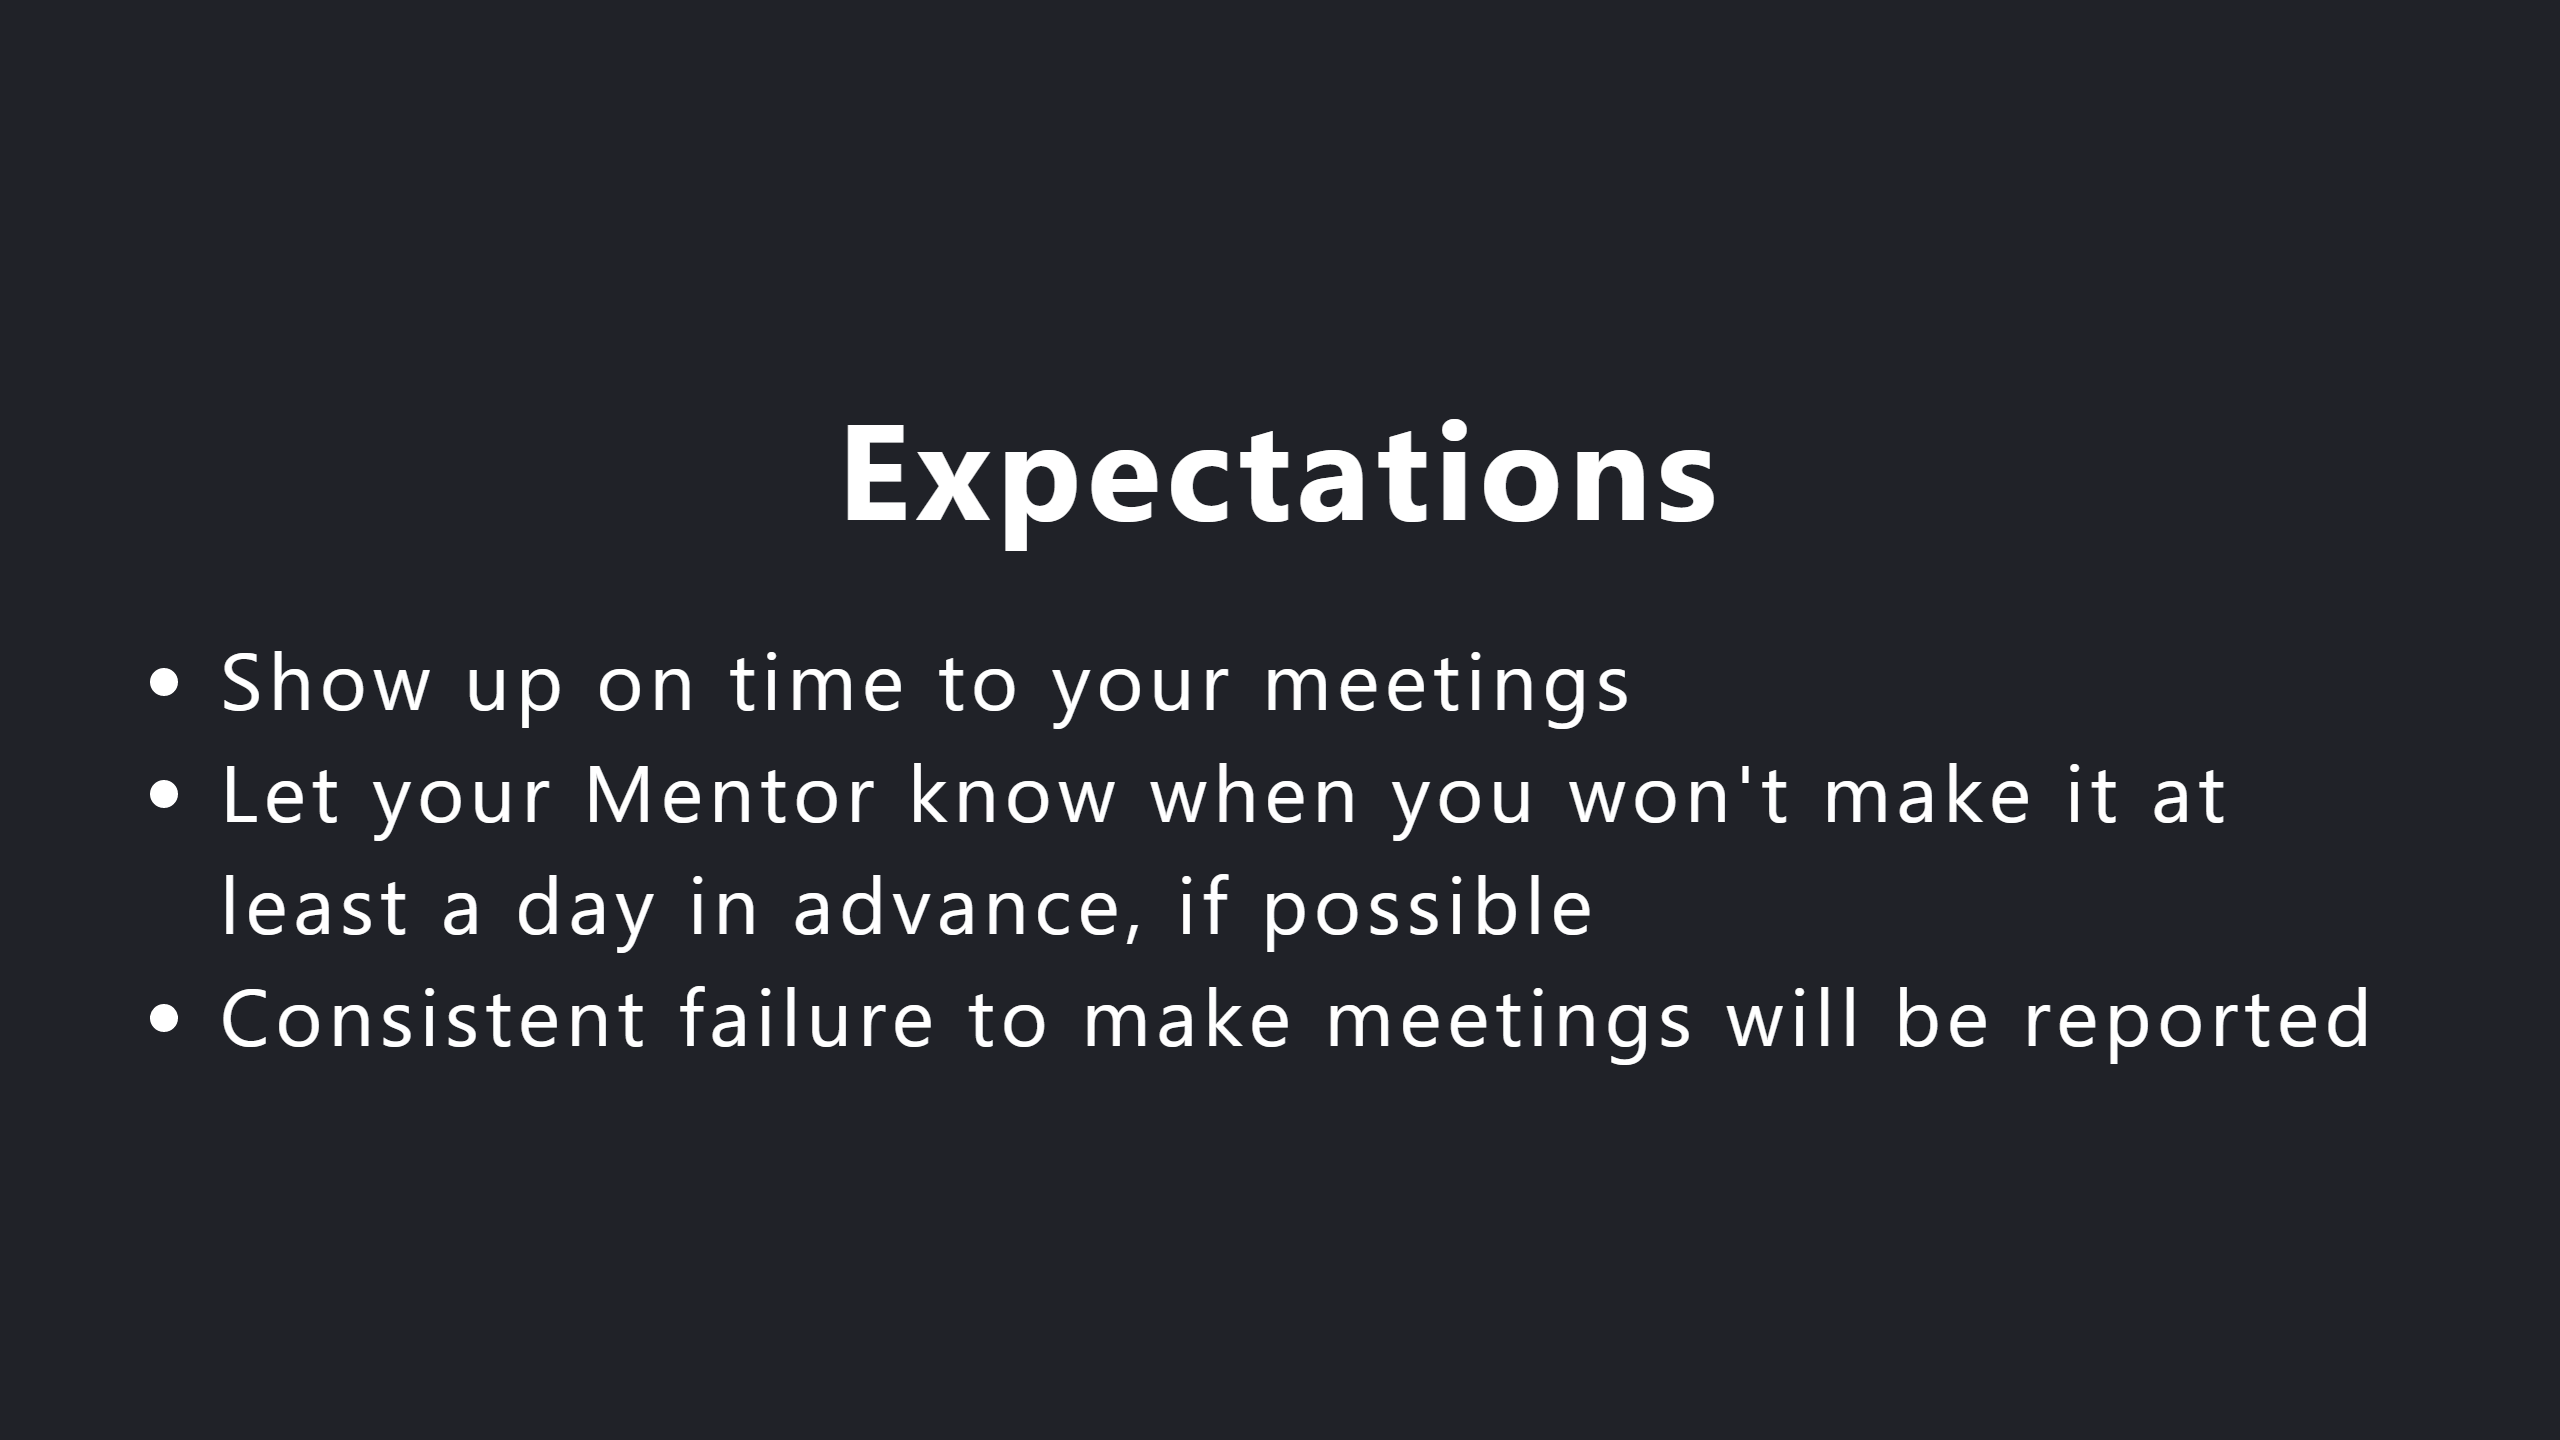 Expectations
• Show up on time to your meetings
• Let your Mentor know when you won't make it at
least a day in advance, if possible
• Consistent failure to make meetings will be reported